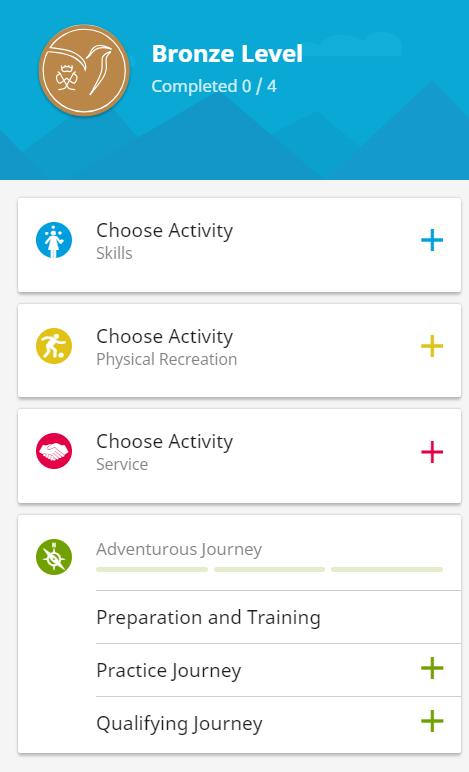 Bronze Level
Completed 0 / 4
Choose Activity
Skills
Choose Activity
Physical Recreation
Choose Activity
Service
N
Adventurous Journey
Preparation and Training
Practice Journey
Qualifying Journey